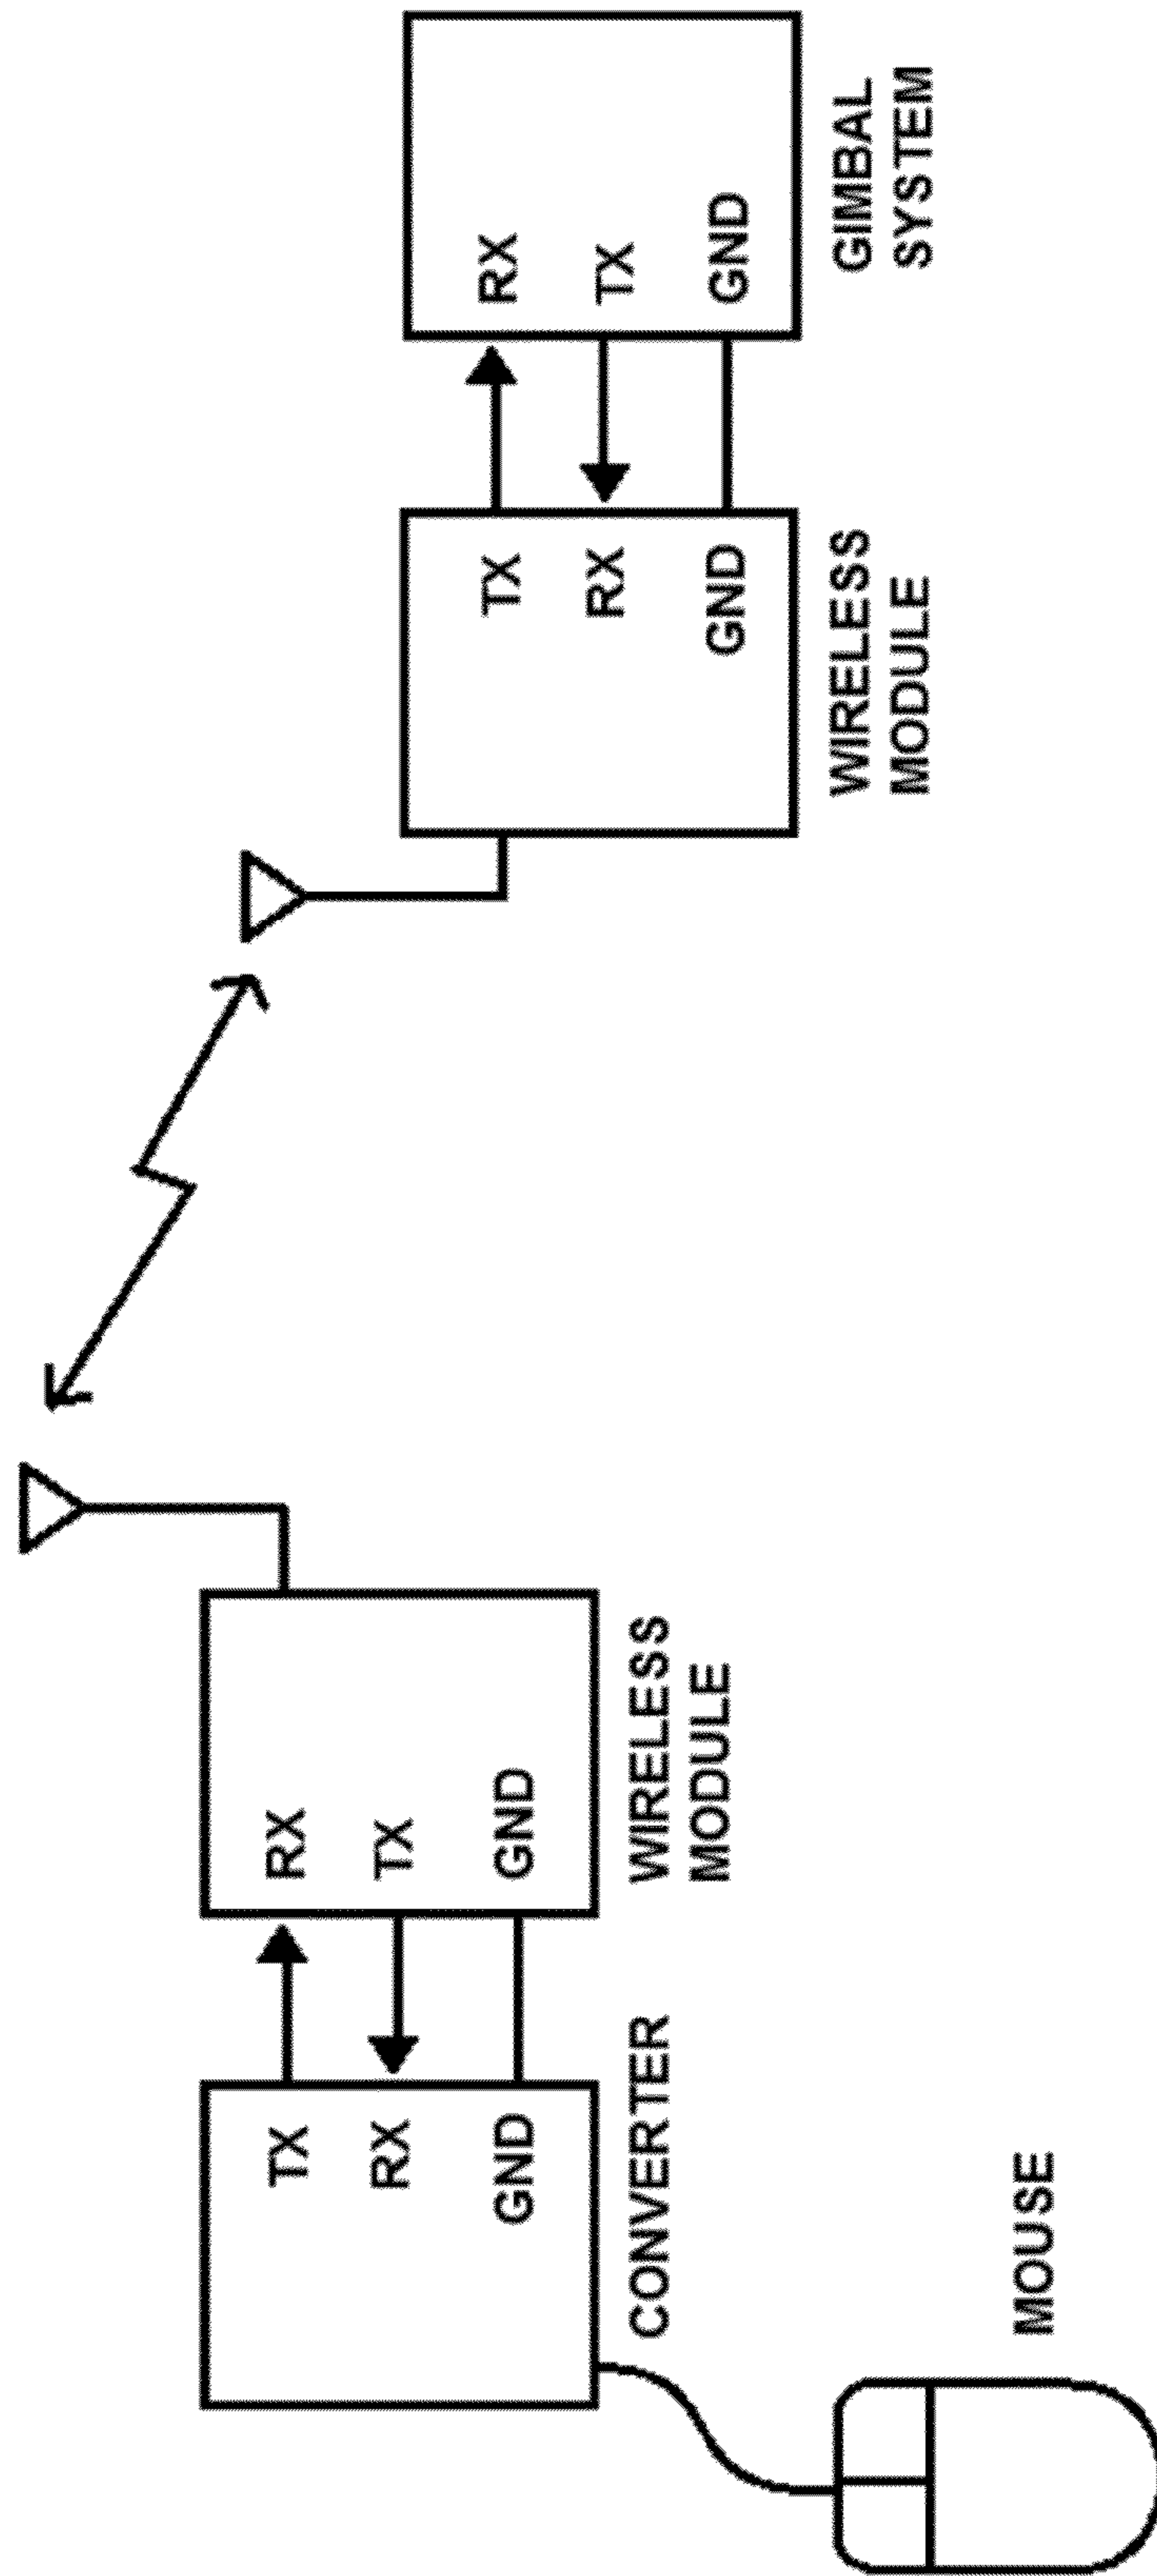 TX
RX
GND
CONVERTER
RX
TX
GND
WIRELESS
MODULE
TX
RX
GND
WIRELESS
MODULE
RX
TX
GND
GIMBAL
SYSTEM
MOUSE